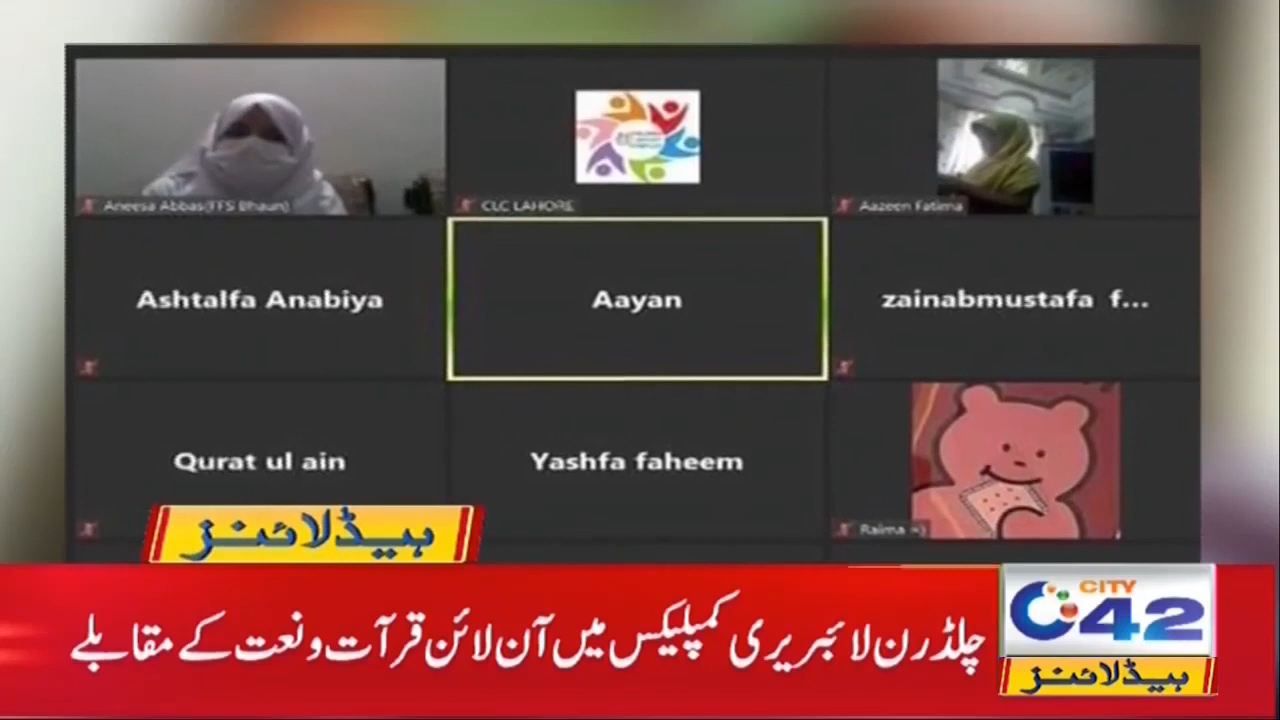 Aneesa Abbas(TFS Bhaun)
CLC LAHORE
Aazeen Fatima
Ashtalfa Anabiya
Aayan
zainabmustafa f...
Qurat ul ain
Yashfa faheem
Raima =)
ہیڈلائنز
چلڈرن لائبریری کمپلیکس میں آن لائن قرآت و نعت کے مقابلے
CITY
42
ہیڈلائنز